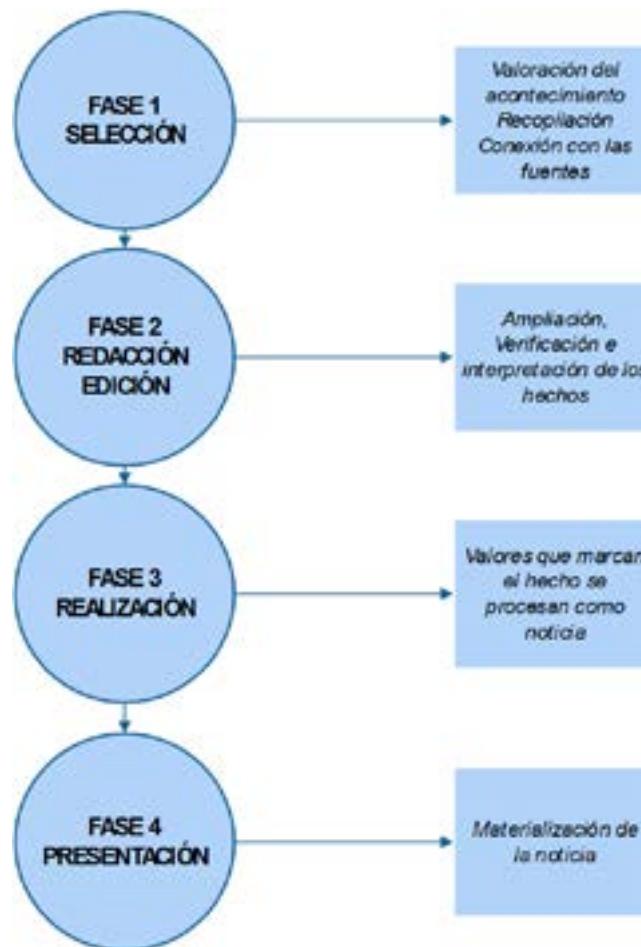 FASE 1
SELECCIÓN
Valoración del
acontecimiento
Recopilación
Conexión con las
fuentes
FASE 2
REDACCIÓN
EDICIÓN
Ampliación,
Verificación e
interpretación de los
hechos
FASE 3
REALIZACIÓN
Valores que marcan
el hecho se
procesan como
noticia
FASE 4
PRESENTACIÓN
Materialización de
la noticia